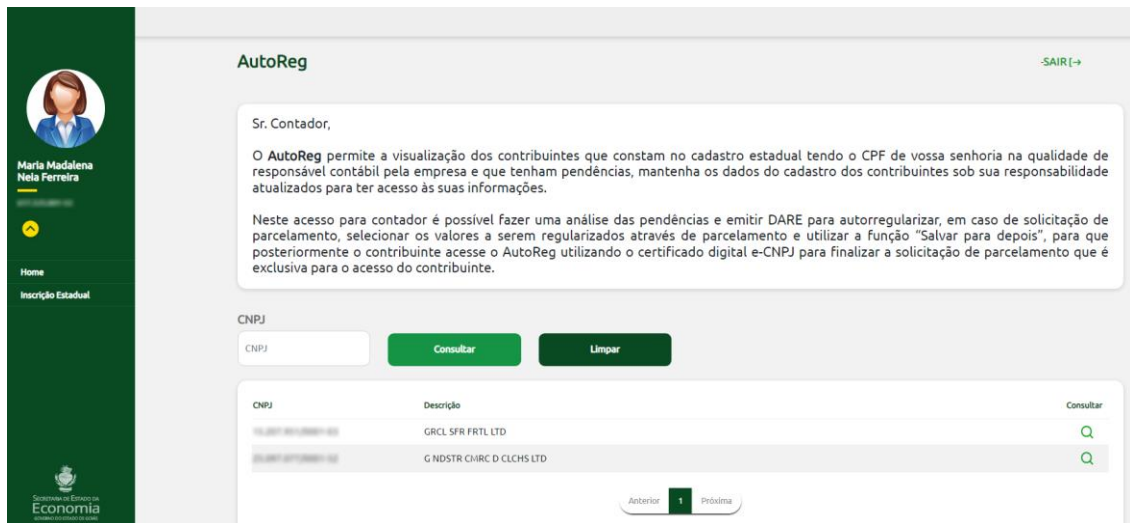 AutoReg
-SAIR [→
Maria Madalena
Nela Ferreira
Home
Inscrição Estadual
Sr. Contador,
O AutoReg permite a visualização dos contribuintes que constam no cadastro estadual tendo o CPF de vossa senhoria na qualidade de
responsável contábil pela empresa e que tenham pendências, mantenha os dados do cadastro dos contribuintes sob sua responsabilidade
atualizados para ter acesso às suas informações.
Neste acesso para contador é possível fazer uma análise das pendências e emitir DARE para autorregularizar, em caso de solicitação de
parcelamento, selecionar os valores a serem regularizados através de parcelamento e utilizar a função “Salvar para depois”, para que
posteriormente o contribuinte acesse o AutoReg utilizando o certificado digital e-CNPJ para finalizar a solicitação de parcelamento que é
exclusiva para o acesso do contribuinte.
CNPJ
CNPJ Consultar Limpar
CNPJ Descrição Consultar
GRCL SFR FRTL LTD
G NDSTR CMRC D CLCHS LTD
Anterior 1 Próxima
Secretaria de Estado da
Economia